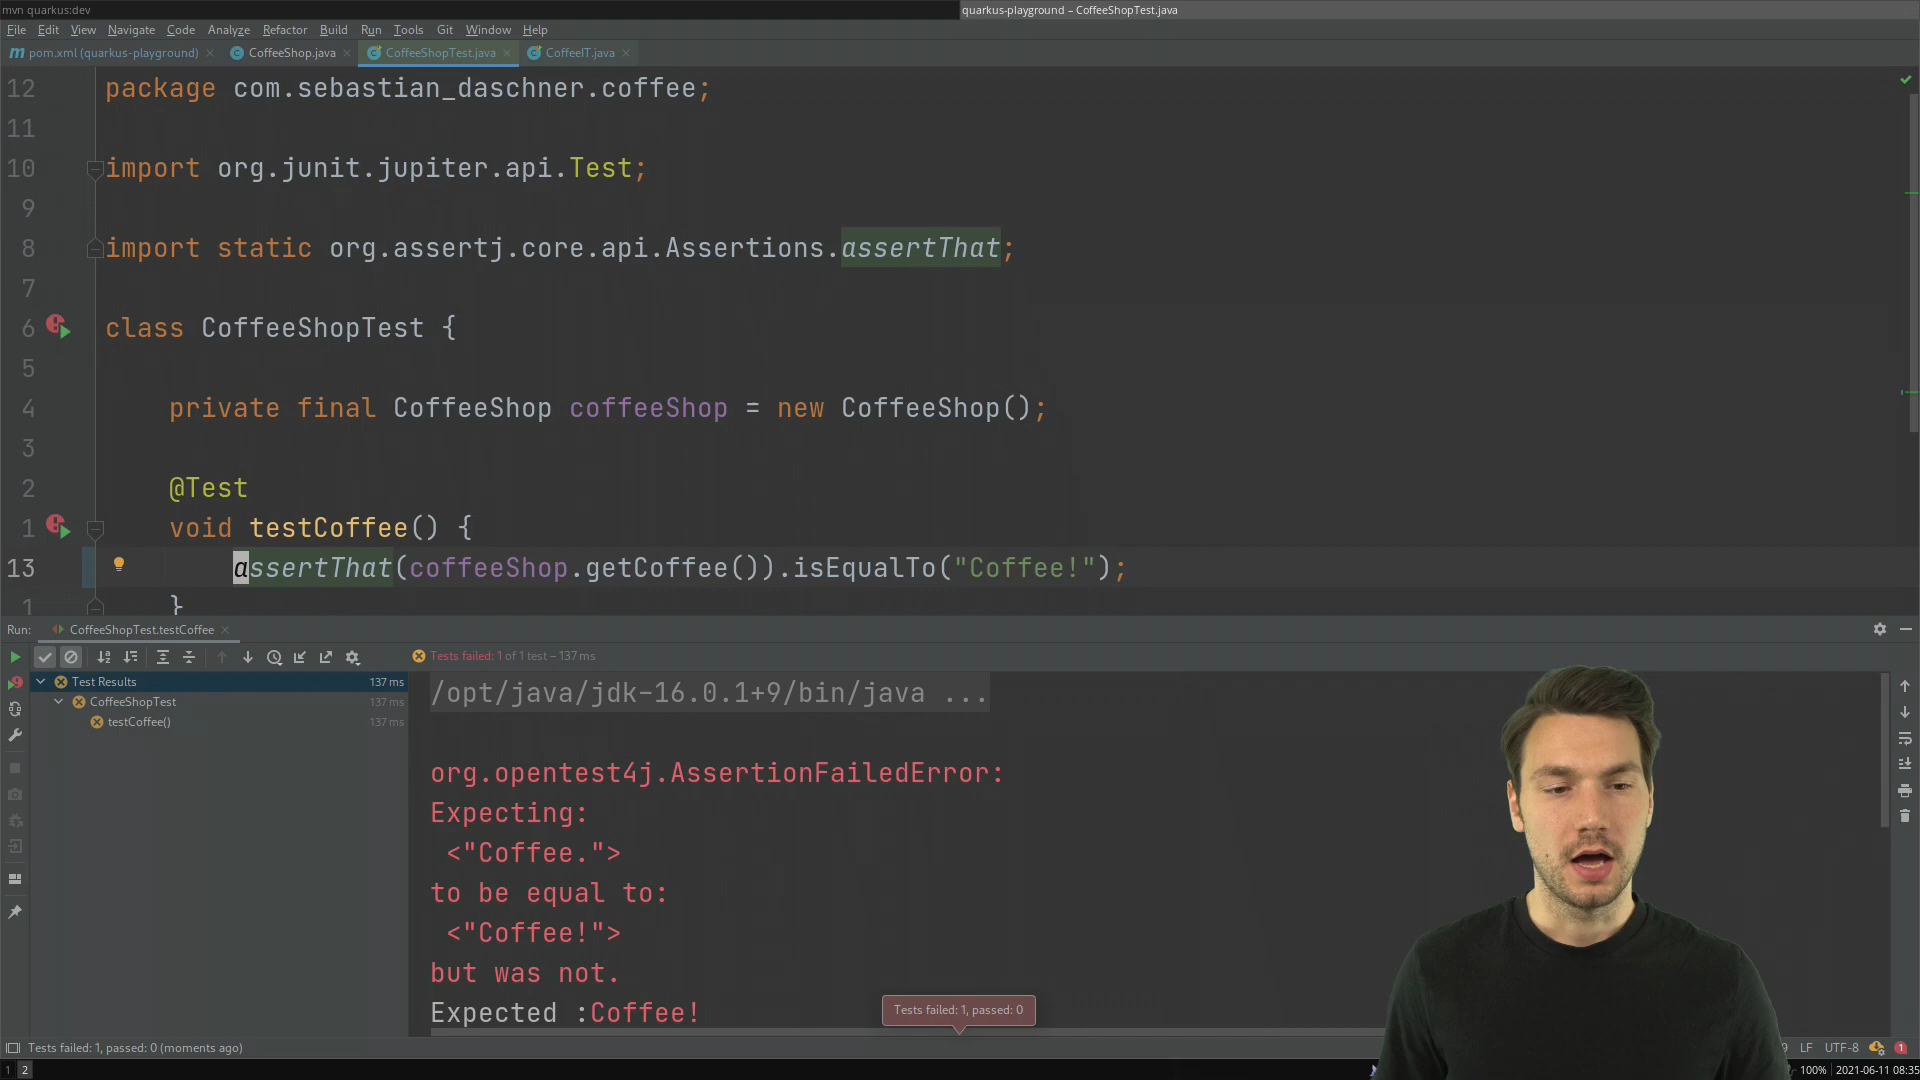 mvn quarkus:dev
quarkus-playground – CoffeeShopTest.java
File Edit View Navigate Code Analyze Refactor Build Run Tools Git Window Help
pom.xml (quarkus-playground) CoffeeShop.java CoffeeShopTest.java CoffeeIT.java
12 package com.sebastian_daschner.coffee;
11
10 import org.junit.jupiter.api.Test;
9
8 import static org.assertj.core.api.Assertions.assertThat;
7
6 class CoffeeShopTest {
5
4 private final CoffeeShop coffeeShop = new CoffeeShop();
3
2 @Test
1 void testCoffee() {
13 assertThat(coffeeShop.getCoffee()).isEqualTo("Coffee!");
1 }
Run: CoffeeShopTest.testCoffee
Tests failed: 1 of 1 test – 137 ms
Test Results 137 ms
CoffeeShopTest 137 ms
testCoffee() 137 ms
/opt/java/jdk-16.0.1+9/bin/java ...
org.opentest4j.AssertionFailedError:
Expecting:
<"Coffee.">
to be equal to:
<"Coffee!">
but was not.
Expected :Coffee!
Tests failed: 1, passed: 0
Tests failed: 1, passed: 0 (moments ago)
LF UTF-8 1
1 2
100% 2021-06-11 08:35